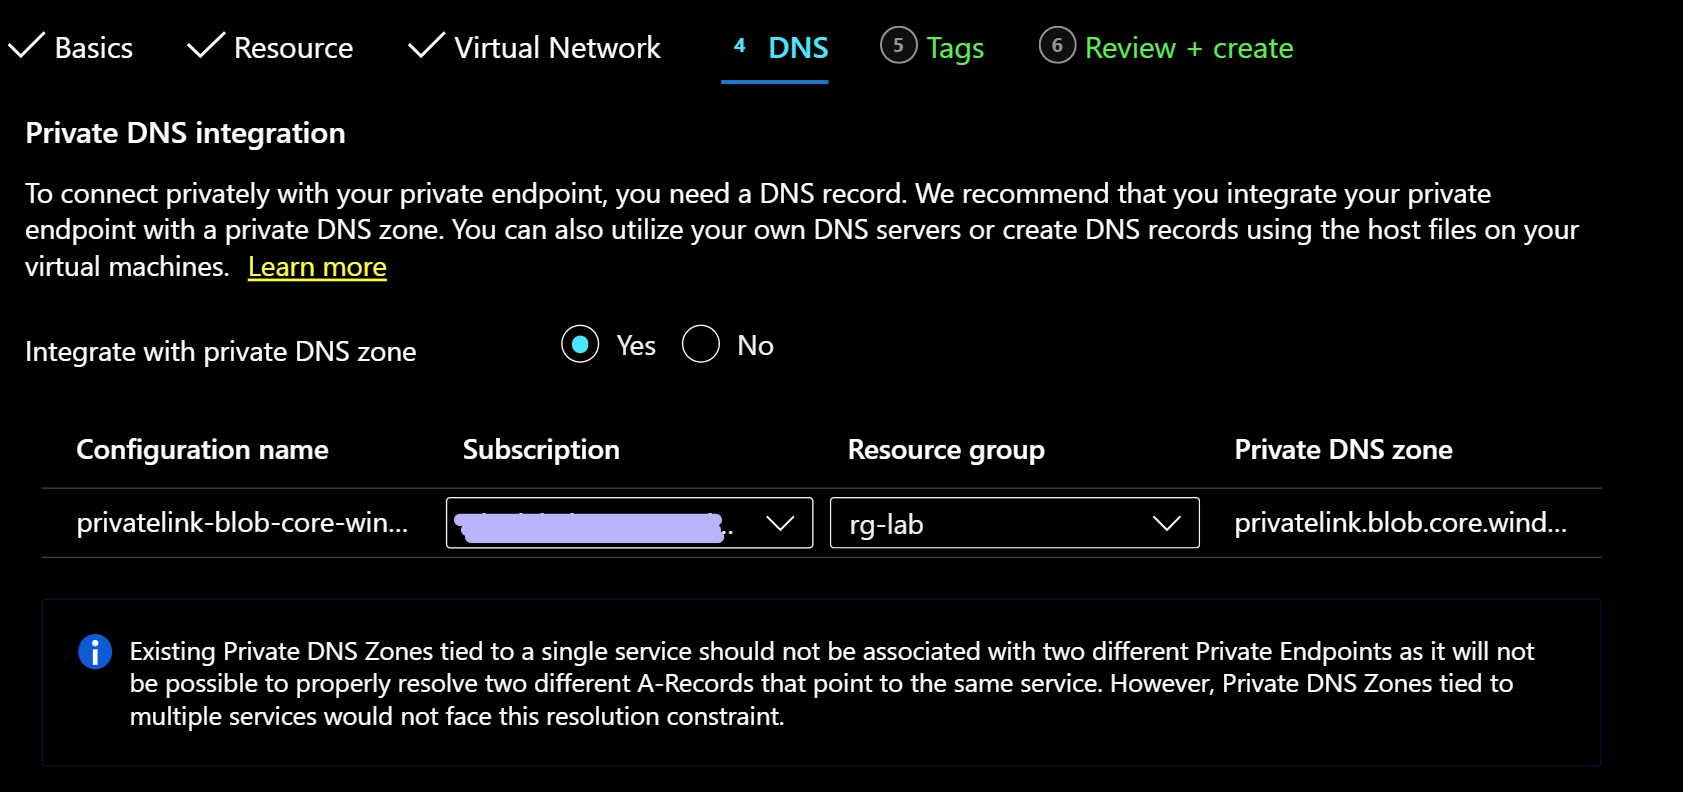 Basics Resource Virtual Network 4 DNS 5 Tags 6 Review + create
Private DNS integration
To connect privately with your private endpoint, you need a DNS record. We recommend that you integrate your private
endpoint with a private DNS zone. You can also utilize your own DNS servers or create DNS records using the host files on your
virtual machines. Learn more
Integrate with private DNS zone Yes No
Configuration name Subscription Resource group Private DNS zone
privatelink-blob-core-win... .. rg-lab privatelink.blob.core.wind...
Existing Private DNS Zones tied to a single service should not be associated with two different Private Endpoints as it will not
be possible to properly resolve two different A-Records that point to the same service. However, Private DNS Zones tied to
multiple services would not face this resolution constraint.